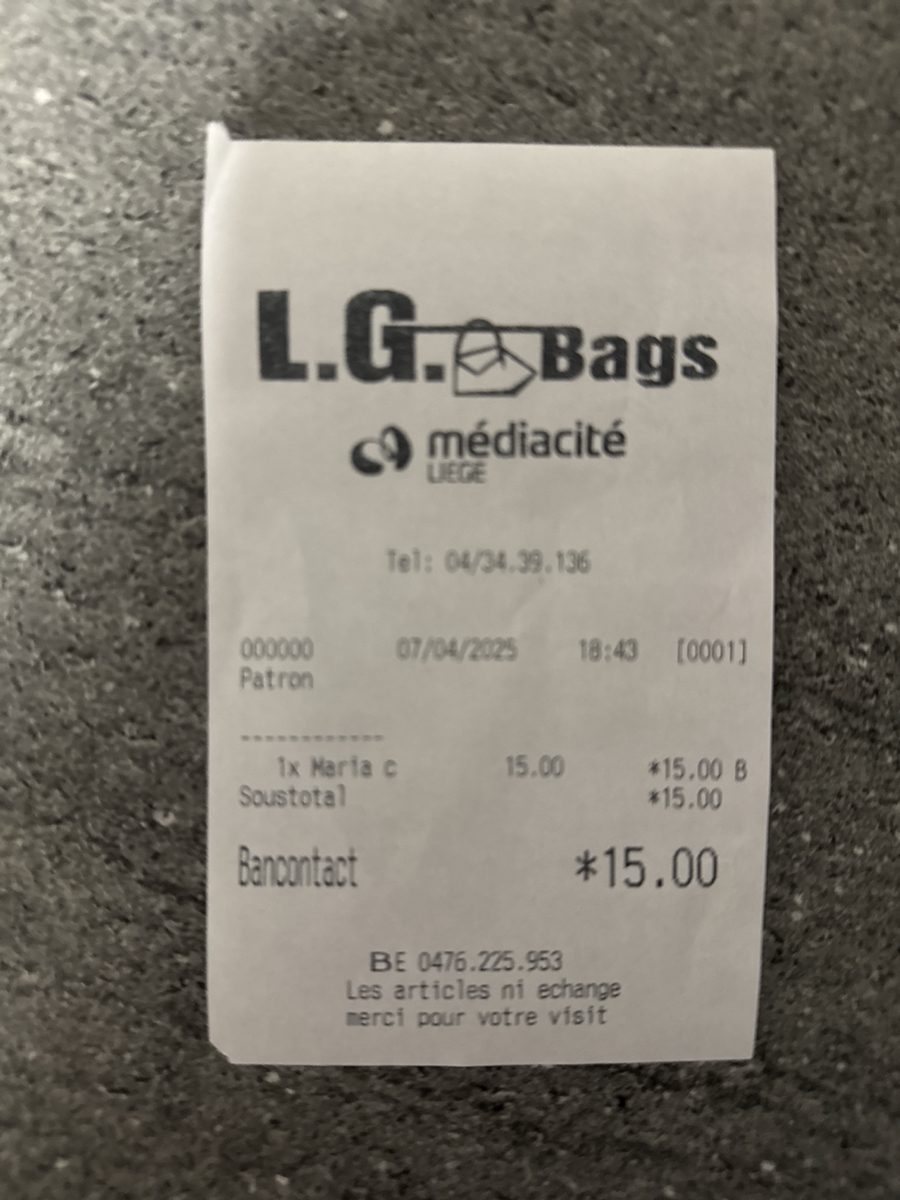 L.G. Bags
médiacité
LIEGE
Tel: 04/34.39.136
000000 07/04/2025 18:43 [0001]
Patron
------------
1x Maria c 15.00 *15.00 B
Soustotal *15.00
Bancontact *15.00
BE 0476.225.953
Les articles ni echange
merci pour votre visit